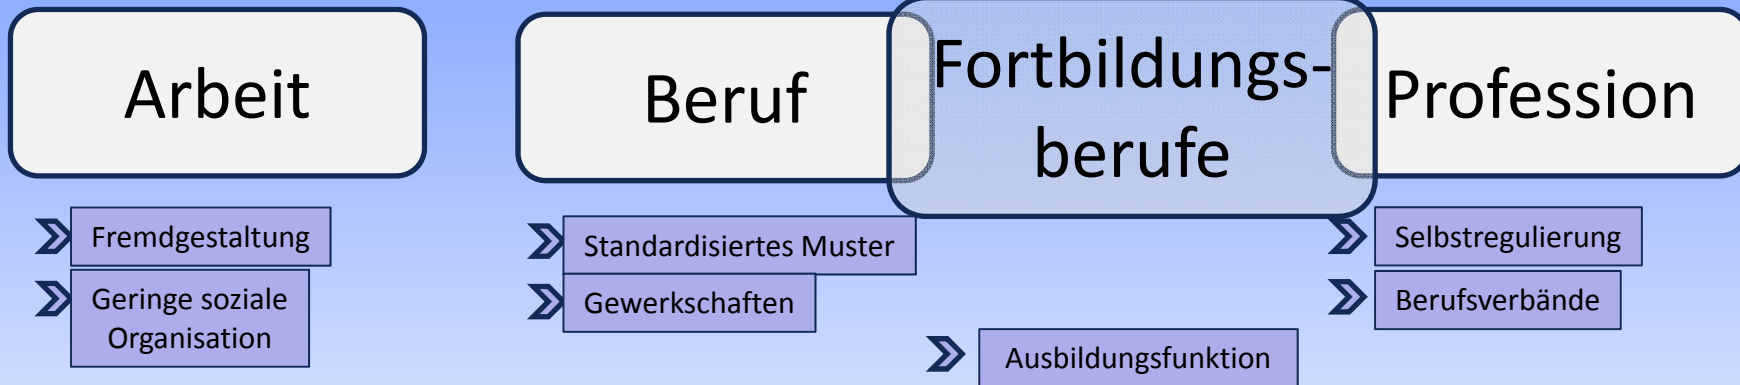 Arbeit
Fremdgestaltung
Geringe soziale
Organisation
Beruf
Standardisiertes Muster
Gewerkschaften
Fortbildungs-
berufe
Ausbildungsfunktion
Profession
Selbstregulierung
Berufsverbände